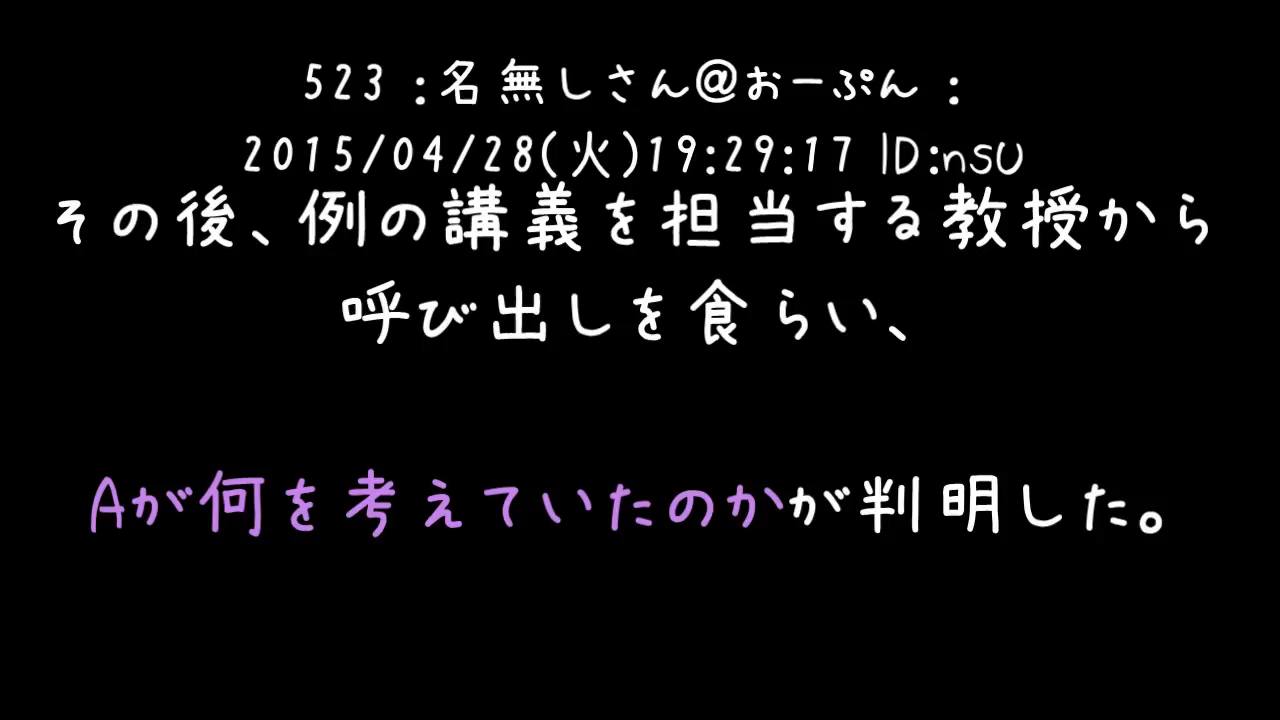 523 :名無しさん@おーぷん :
2015/04/28(火)19:29:17 ID:nsU
その後、例の講義を担当する教授から
呼び出しを食らい、
Aが何を考えていたのかが判明した。